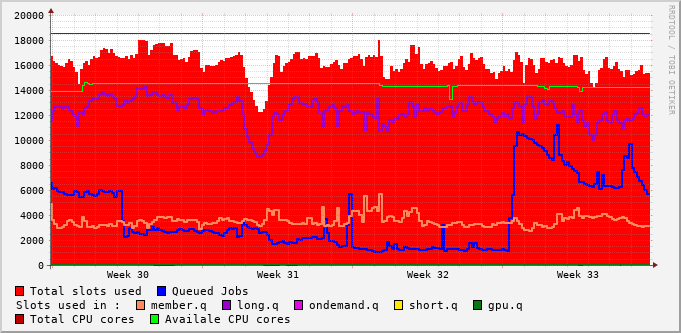 20000
18000
16000
14000
12000
10000
8000
6000
4000
2000
0
Week 30 Week 31 Week 32 Week 33
Total slots used Queued Jobs
Slots used in : member.q long.q ondemand.q short.q gpu.q
Total CPU cores Availale CPU cores
RRDTOOL / TOBI OETIKER